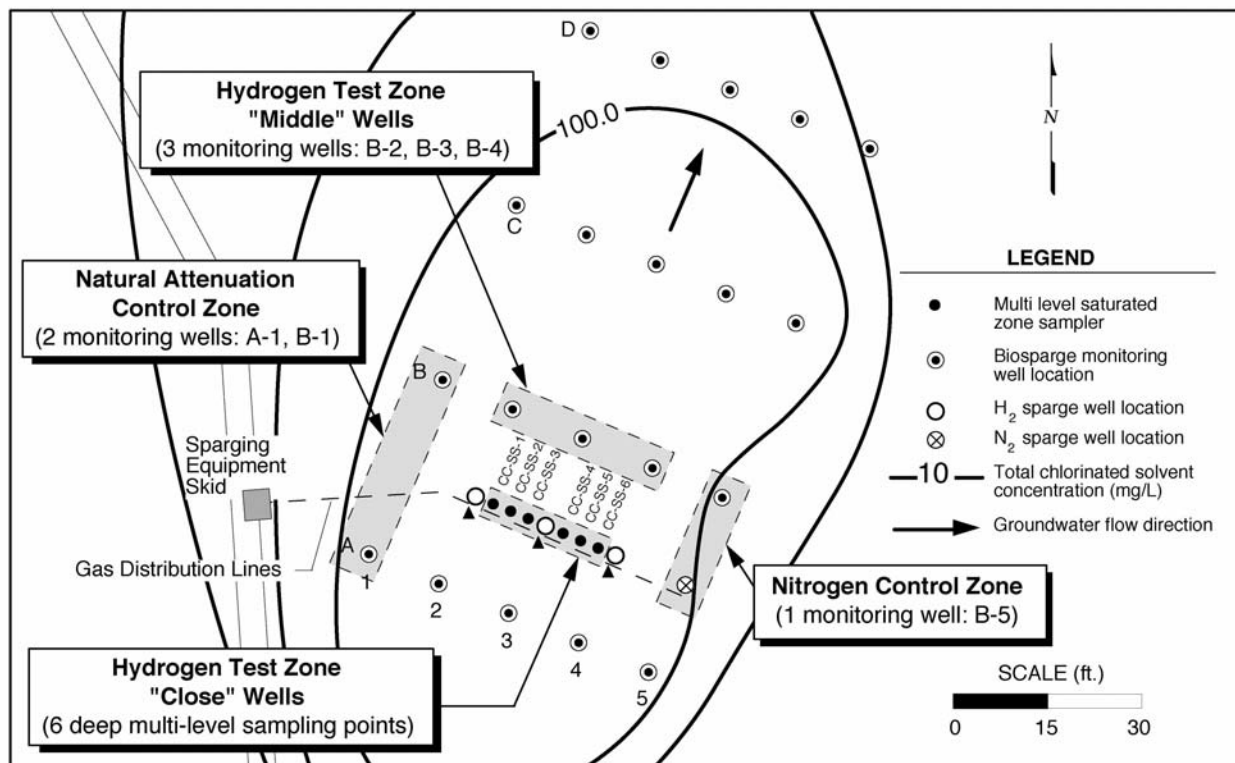 D
Hydrogen Test Zone
"Middle" Wells
(3 monitoring wells: B-2, B-3, B-4)
100.0
N
C
Natural Attenuation
Control Zone
(2 monitoring wells: A-1, B-1)
LEGEND
Multi level saturated
zone sampler
Biosparge monitoring
well location
H2 sparge well location
N2 sparge well location
10
Total chlorinated solvent
concentration (mg/L)
Groundwater flow direction
B
CC-SS-1
CC-SS-2
CC-SS-3
CC-SS-4
CC-SS-5
CC-SS-6
Sparging
Equipment
Skid
A
Gas Distribution Lines
1
2
3
4
5
Nitrogen Control Zone
(1 monitoring well: B-5)
Hydrogen Test Zone
"Close" Wells
(6 deep multi-level sampling points)
SCALE (ft.)
0 15 30